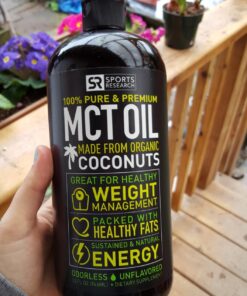 SR SPORTS
RESEARCH
100% PURE & PREMIUM
MCT OIL
MADE FROM ORGANIC
COCONUTS
GREAT FOR HEALTHY
WEIGHT
MANAGEMENT
PACKED WITH
HEALTHY FATS
SUSTAINED & NATURAL
ENERGY
ODORLESS UNFLAVORED
DIETARY SUPPLEMENT